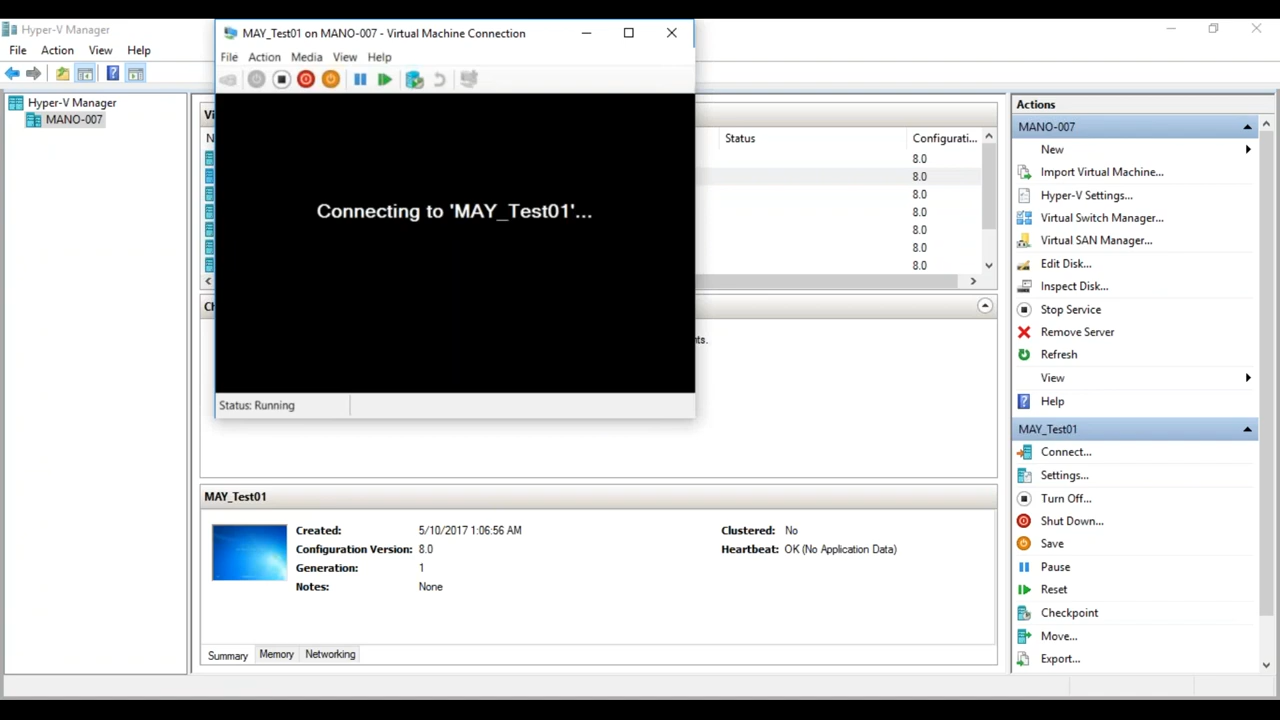 Hyper-V Manager
File Action View Help
Hyper-V Manager
MANO-007
MAY_Test01 on MANO-007 - Virtual Machine Connection
File Action Media View Help
Connecting to 'MAY_Test01'...
Status: Running
Status Configurati...
8.0
8.0
8.0
8.0
8.0
8.0
8.0
MAY_Test01
Created: 5/10/2017 1:06:56 AM Clustered: No
Configuration Version: 8.0 Heartbeat: OK (No Application Data)
Generation: 1
Notes: None
Summary Memory Networking
Actions
MANO-007
New
Import Virtual Machine...
Hyper-V Settings...
Virtual Switch Manager...
Virtual SAN Manager...
Edit Disk...
Inspect Disk...
Stop Service
Remove Server
Refresh
View
Help
MAY_Test01
Connect...
Settings...
Turn Off...
Shut Down...
Save
Pause
Reset
Checkpoint
Move...
Export...